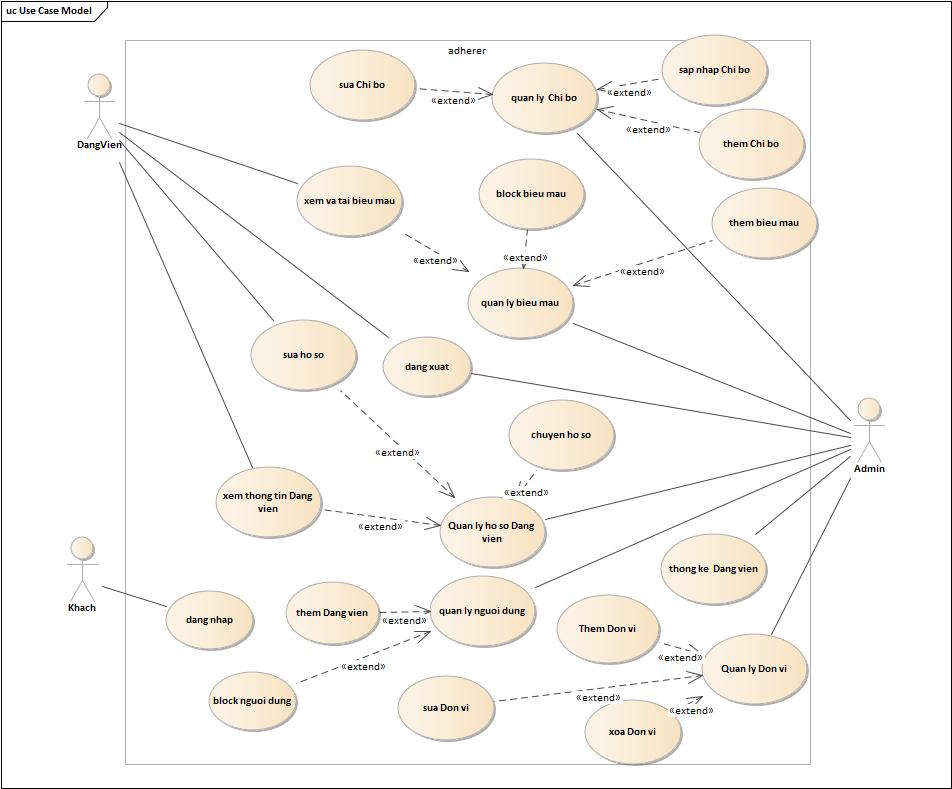 uc Use Case Model
adherer
sua Chi bo
«extend»
quan ly  Chi bo
sap nhap Chi bo
«extend»
«extend»
them Chi bo
DangVien
xem va tai bieu mau
block bieu mau
them bieu mau
«extend»
«extend»
«extend»
quan ly bieu mau
sua ho so
dang xuat
chuyen ho so
Admin
«extend»
«extend»
xem thong tin Dang
vien
«extend»
Quan ly ho so Dang
vien
thong ke  Dang vien
Khach
dang nhap
them Dang vien
«extend»
quan ly nguoi dung
Them Don vi
«extend»
Quan ly Don vi
«extend»
block nguoi dung
sua Don vi
«extend»
«extend»
xoa Don vi